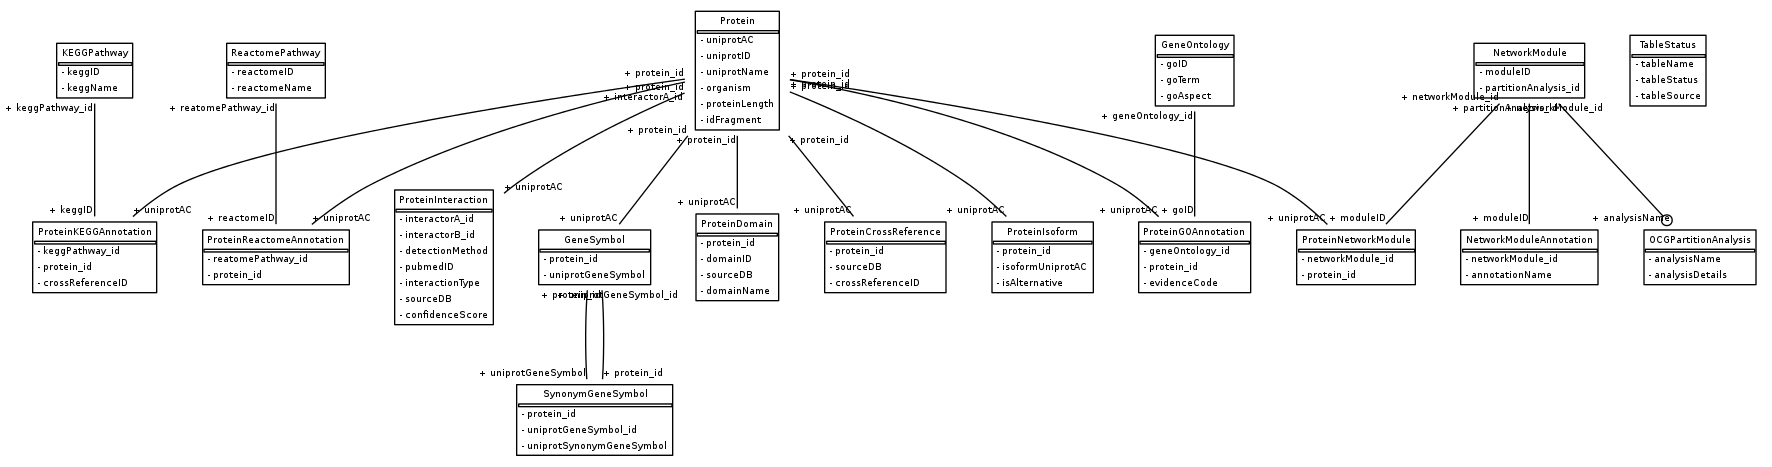 Protein
- uniprotAC
- uniprotID
- uniprotName
- organism
- proteinLength
- idFragment
KEGGPathway
- keggID
- keggName
ReactomePathway
- reactomeID
- reactomeName
GeneOntology
- goID
- goTerm
- goAspect
NetworkModule
- moduleID
- partitionAnalysis_id
TableStatus
- tableName
- tableStatus
- tableSource
+ protein_id
+ protein_id
+ interactorA_id
+ protein_id
+ protein_id
+ protein_id
+ protein_id
+ protein_id
+ keggPathway_id
+ reatomePathway_id
+ geneOntology_id
+ networkModule_id
+ partitionAnalysis_id
+ networkModule_id
+ keggID
+ uniprotAC
+ reactomeID
+ uniprotAC
+ uniprotAC
+ uniprotAC
+ uniprotAC
+ uniprotAC
+ uniprotAC
+ uniprotAC
+ goID
+ uniprotAC
+ moduleID
+ moduleID
+ analysisName
ProteinKEGGAnnotation
- keggPathway_id
- protein_id
- crossReferenceID
ProteinReactomeAnnotation
- reatomePathway_id
- protein_id
ProteinInteraction
- interactorA_id
- interactorB_id
- detectionMethod
- pubmedID
- interactionType
- sourceDB
- confidenceScore
GeneSymbol
- protein_id
- uniprotGeneSymbol
ProteinDomain
- protein_id
- domainID
- sourceDB
- domainName
ProteinCrossReference
- protein_id
- sourceDB
- crossReferenceID
ProteinIsoform
- protein_id
- isoformUniprotAC
- isAlternative
ProteinGOAnnotation
- geneOntology_id
- protein_id
- evidenceCode
ProteinNetworkModule
- networkModule_id
- protein_id
NetworkModuleAnnotation
- networkModule_id
- annotationName
OCGPartitionAnalysis
- analysisName
- analysisDetails
+ protein_id
+ uniprotGeneSymbol_id
+ uniprotGeneSymbol
+ protein_id
SynonymGeneSymbol
- protein_id
- uniprotGeneSymbol_id
- uniprotSynonymGeneSymbol